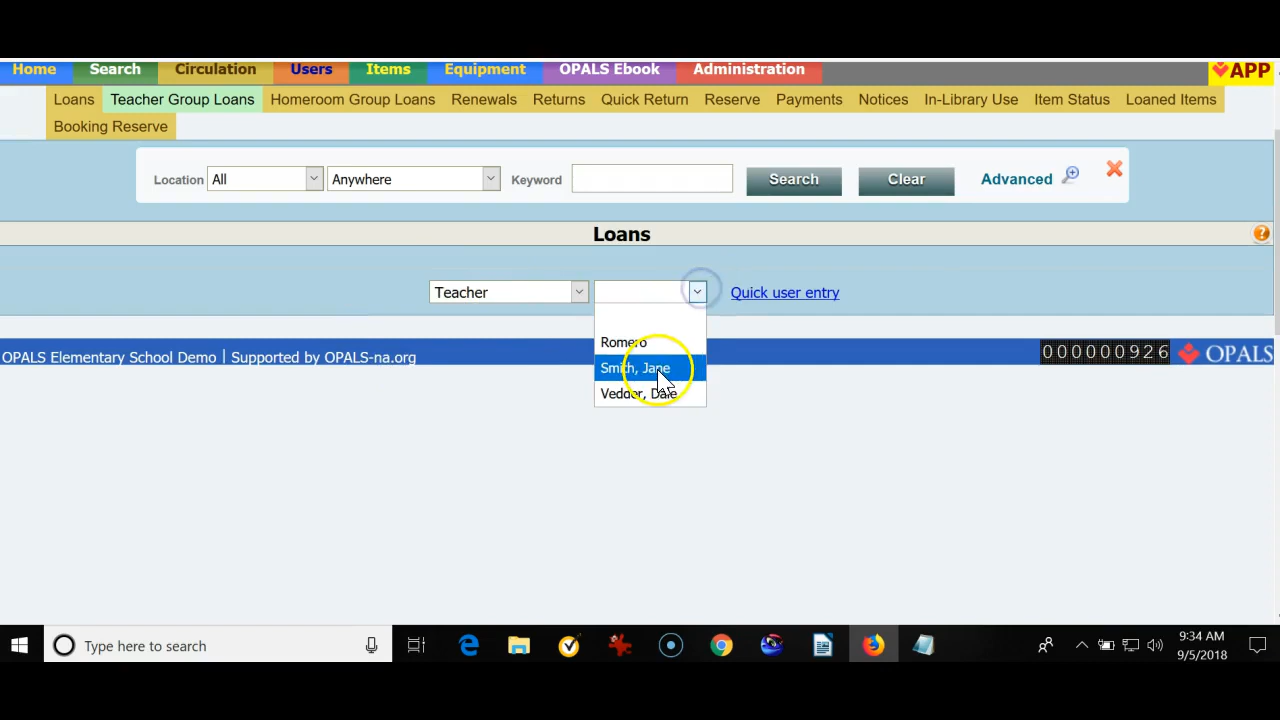 Home Search Circulation Users Items Equipment OPALS Ebook Administration APP
Loans Teacher Group Loans Homeroom Group Loans Renewals Returns Quick Return Reserve Payments Notices In-Library Use Item Status Loaned Items
Booking Reserve
Location All Anywhere Keyword Search Clear Advanced
Loans
Teacher Quick user entry
Romero
Smith, Jane
Vedder, Dale
OPALS Elementary School Demo | Supported by OPALS-na.org 000000926 OPALS
Type here to search 9:34 AM
9/5/2018